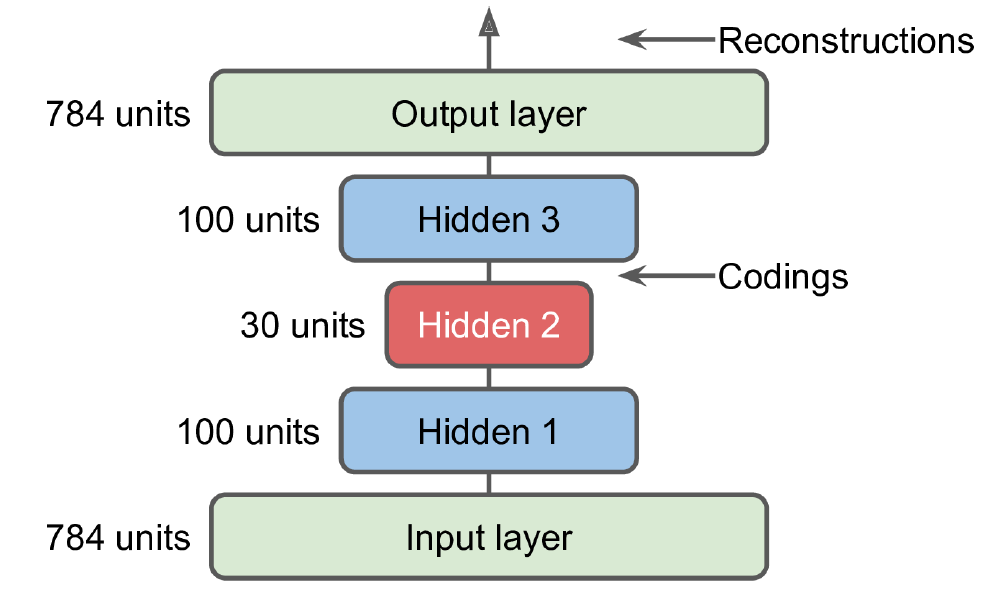 Reconstructions
784 units
Output layer
100 units
Hidden 3
Codings
30 units
Hidden 2
100 units
Hidden 1
784 units
Input layer